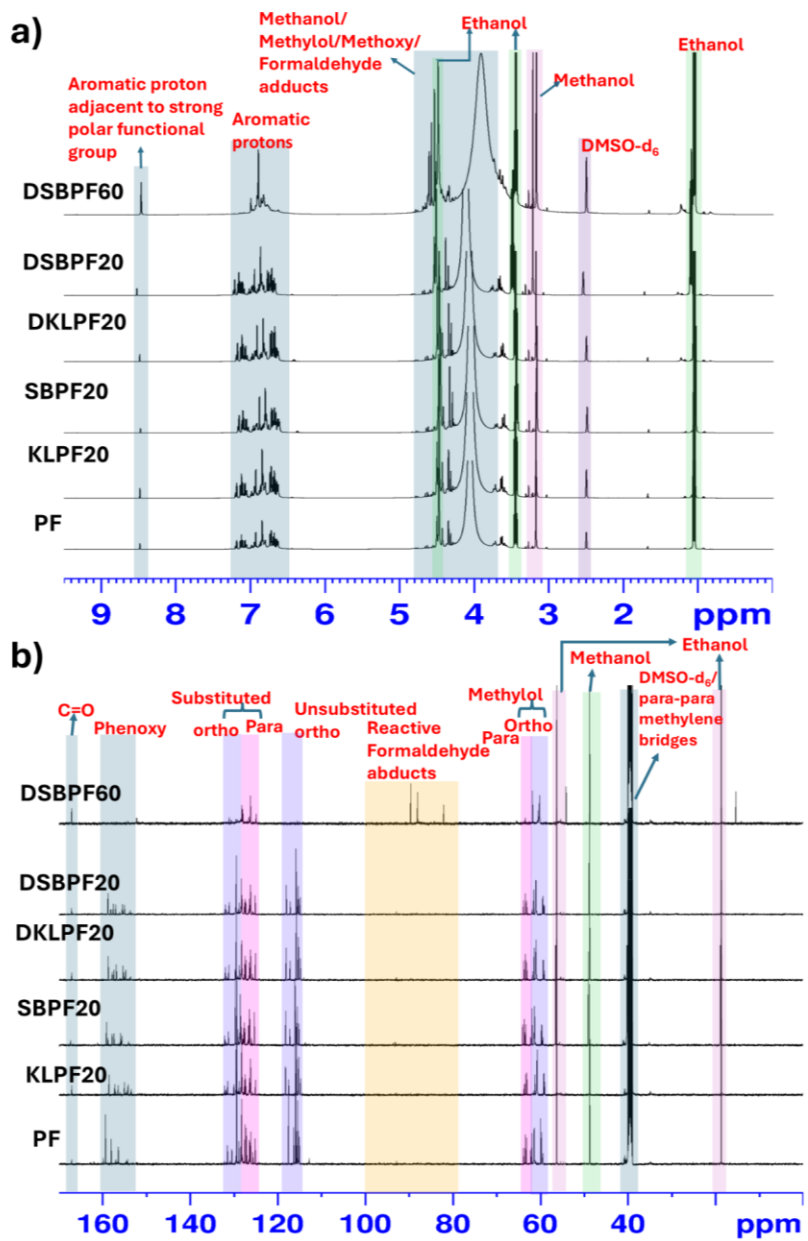 a)
Methanol/
Methylol/Methoxy/
Formaldehyde
adducts
Ethanol
Ethanol
Methanol
Aromatic proton
adjacent to strong
polar functional
group
Aromatic
protons
DMSO-d6
DSBPF60
DSBPF20
DKLPF20
SBPF20
KLPF20
PF
9 8 7 6 5 4 3 2 ppm
b)
Ethanol
Methanol
DMSO-d6/
para-para
methylene
bridges
C=O
Phenoxy
Substituted
ortho Para
Unsubstituted
ortho
Reactive
Formaldehyde
abducts
Methylol
Para Ortho
DSBPF60
DSBPF20
DKLPF20
SBPF20
KLPF20
PF
160 140 120 100 80 60 40 ppm